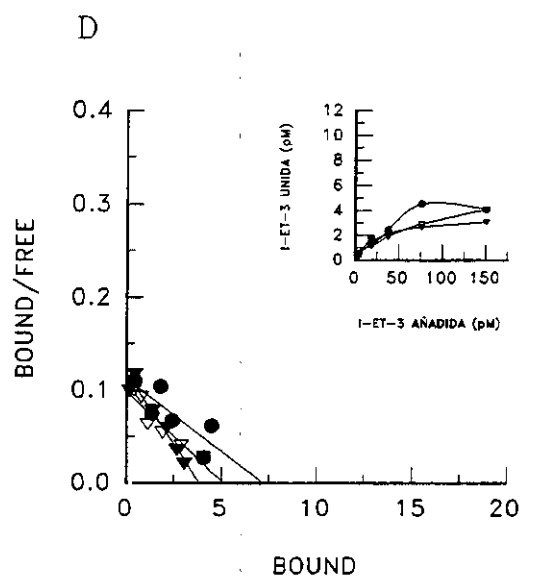 D
0.4
0.3
0.2
0.1
0.0
BOUND/FREE
0 5 10 15 20
BOUND
12
10
8
6
4
2
0
I-ET-3 UNIDA (pM)
0 50 100 150
I-ET-3 AÑADIDA (pM)